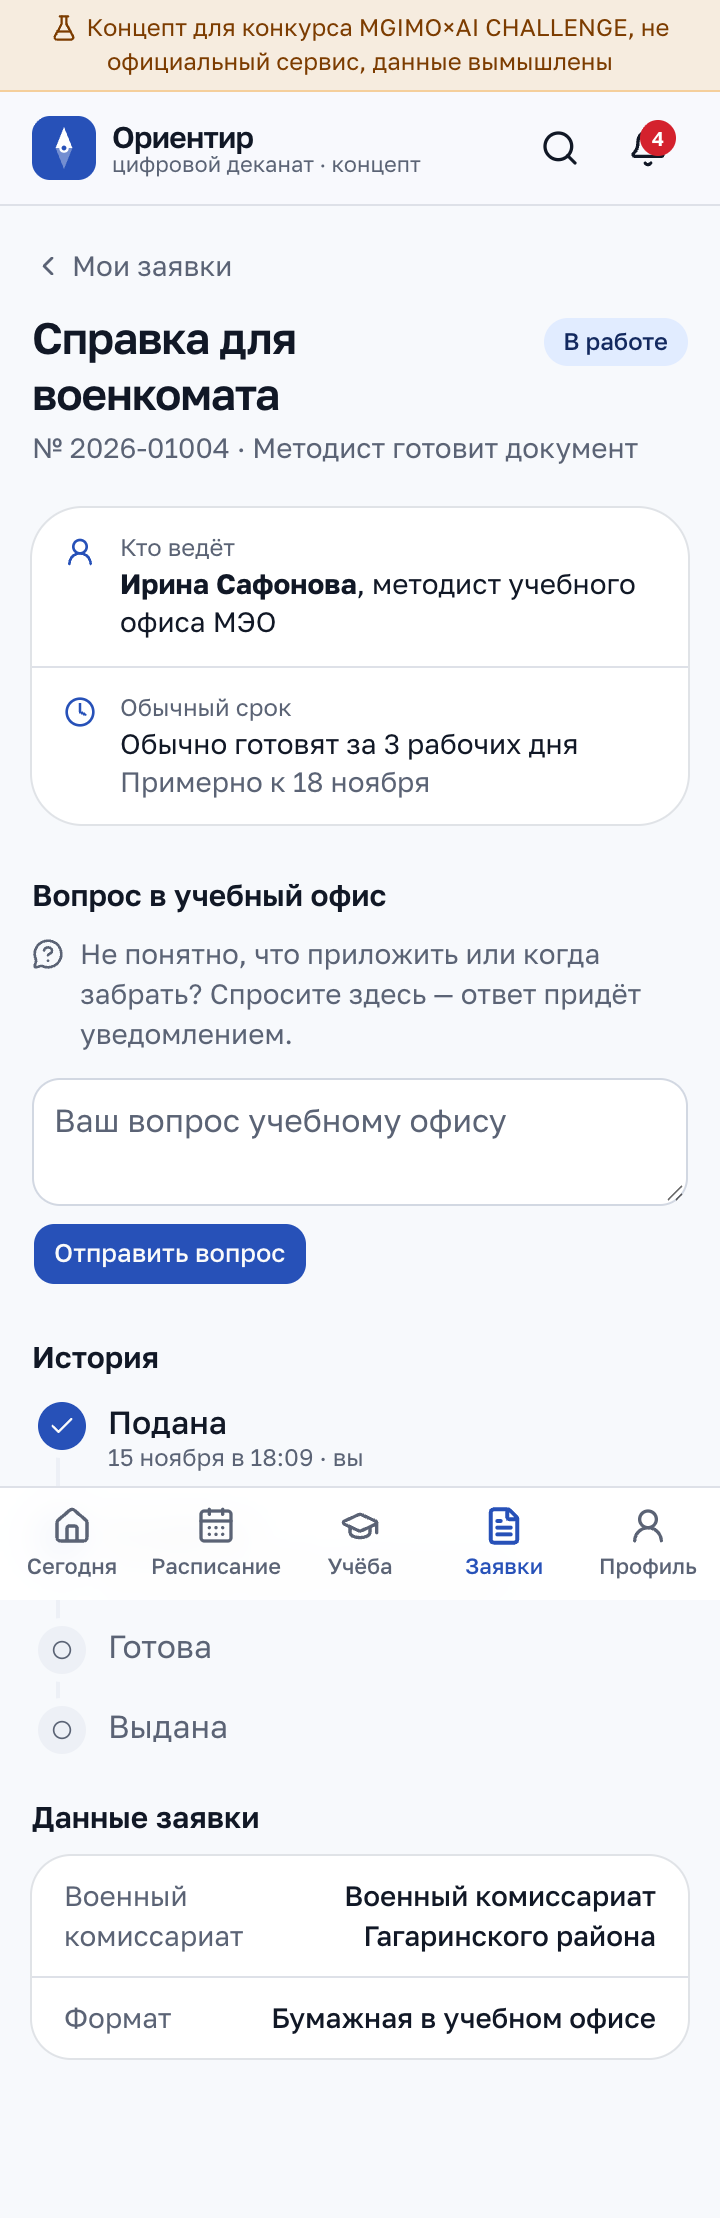 Концепт для конкурса MGIMO×AI CHALLENGE, не
официальный сервис, данные вымышлены
Ориентир
цифровой деканат · концепт
4
Мои заявки
Справка для
военкомата
В работе
№ 2026-01004 · Методист готовит документ
Кто ведёт
Ирина Сафонова, методист учебного
офиса МЭО
Обычный срок
Обычно готовят за 3 рабочих дня
Примерно к 18 ноября
Вопрос в учебный офис
Не понятно, что приложить или когда
забрать? Спросите здесь — ответ придёт
уведомлением.
Ваш вопрос учебному офису
Отправить вопрос
История
Подана
15 ноября в 18:09 · вы
Сегодня
Расписание
Учёба
Заявки
Профиль
Готова
Выдана
Данные заявки
Военный
комиссариат
Военный комиссариат
Гагаринского района
Формат
Бумажная в учебном офисе